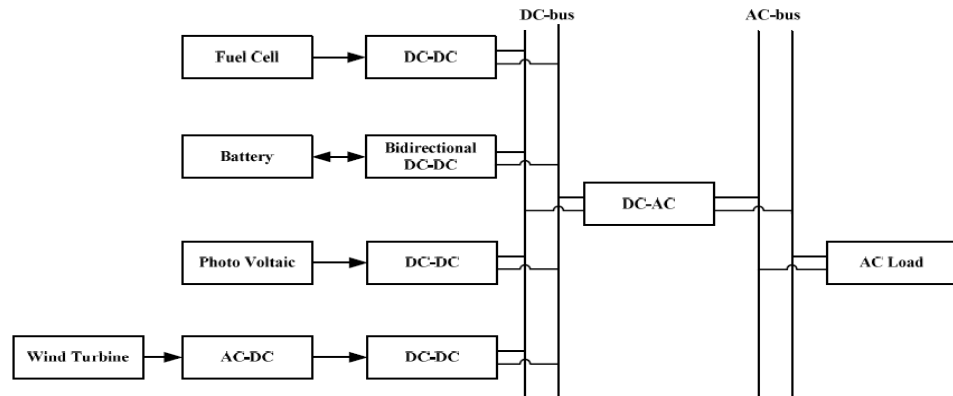 DC-bus
AC-bus
Fuel Cell
DC-DC
Battery
Bidirectional
DC-DC
DC-AC
Photo Voltaic
DC-DC
AC Load
Wind Turbine
AC-DC
DC-DC